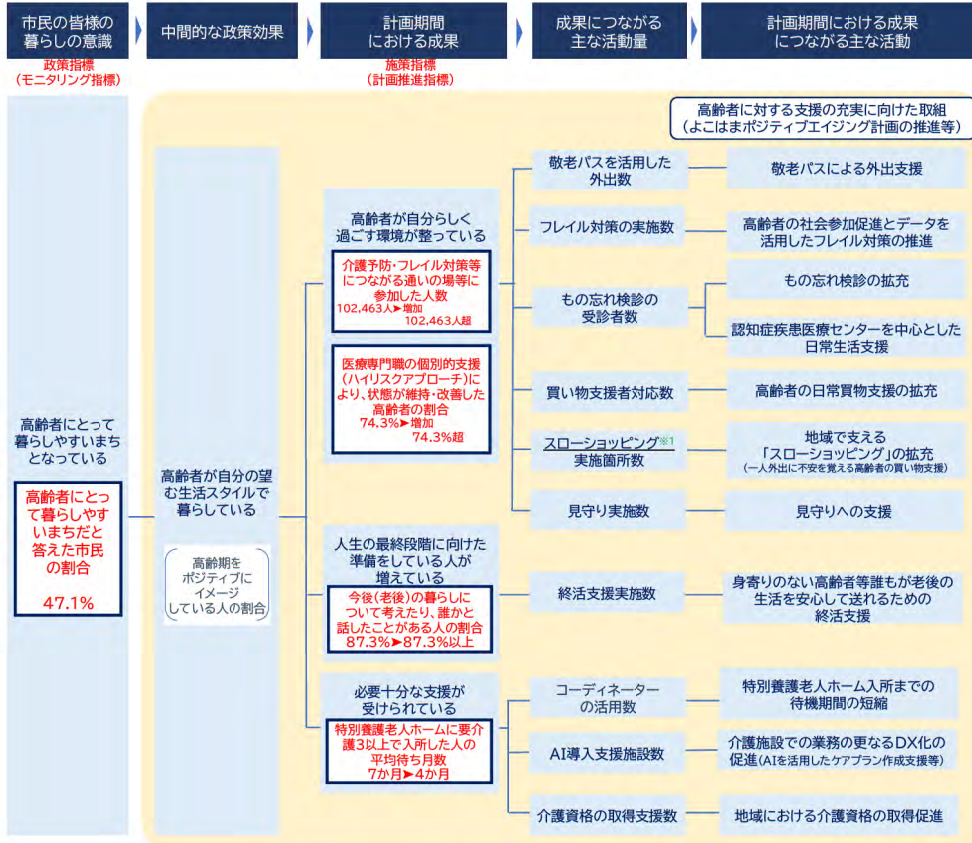 市民の皆様の
暮らしの意識
中間的な政策効果
計画期間
における成果
成果につながる
主な活動量
計画期間における成果
につながる主な活動
政策指標
(モニタリング指標)
施策指標
(計画推進指標)
高齢者に対する支援の充実に向けた取組
(よこはまポジティブエイジング計画の推進等)
高齢者にとって
暮らしやすいまち
となっている
高齢者にとっ
て暮らしやす
いまちだと
答えた市民
の割合
47.1%
高齢者が自分の望
む生活スタイルで
暮らしている
高齢期を
ポジティブに
イメージ
している人の割合
高齢者が自分らしく
過ごす環境が整っている
介護予防・フレイル対策等
につながる通いの場等に
参加した人数
102,463人➤増加
102,463人超
医療専門職の個別的支援
(ハイリスクアプローチ)に
より、状態が維持・改善した
高齢者の割合
74.3%➤増加
74.3%超
人生の最終段階に向けた
準備をしている人が
増えている
今後(老後)の暮らしに
ついて考えたり、誰かと
話したことがある人の割合
87.3%➤87.3%以上
必要十分な支援が
受けられている
特別養護老人ホームに要介
護3以上で入所した人の
平均待ち月数
7か月➤4か月
敬老パスを活用した
外出数
敬老パスによる外出支援
フレイル対策の実施数
高齢者の社会参加促進とデータを
活用したフレイル対策の推進
もの忘れ検診の
受診者数
もの忘れ検診の拡充
認知症疾患医療センターを中心とした
日常生活支援
買い物支援者対応数
高齢者の日常買物支援の拡充
スローショッピング※1
実施箇所数
地域で支える
「スローショッピング」の拡充
(一人外出に不安を覚える高齢者の買い物支援)
見守り実施数
見守りへの支援
終活支援実施数
身寄りのない高齢者等誰もが老後の
生活を安心して送れるための
終活支援
コーディネーター
の活用数
特別養護老人ホーム入所までの
待機期間の短縮
AI導入支援施設数
介護施設での業務の更なるDX化の
促進(AIを活用したケアプラン作成支援等)
介護資格の取得支援数
地域における介護資格の取得促進